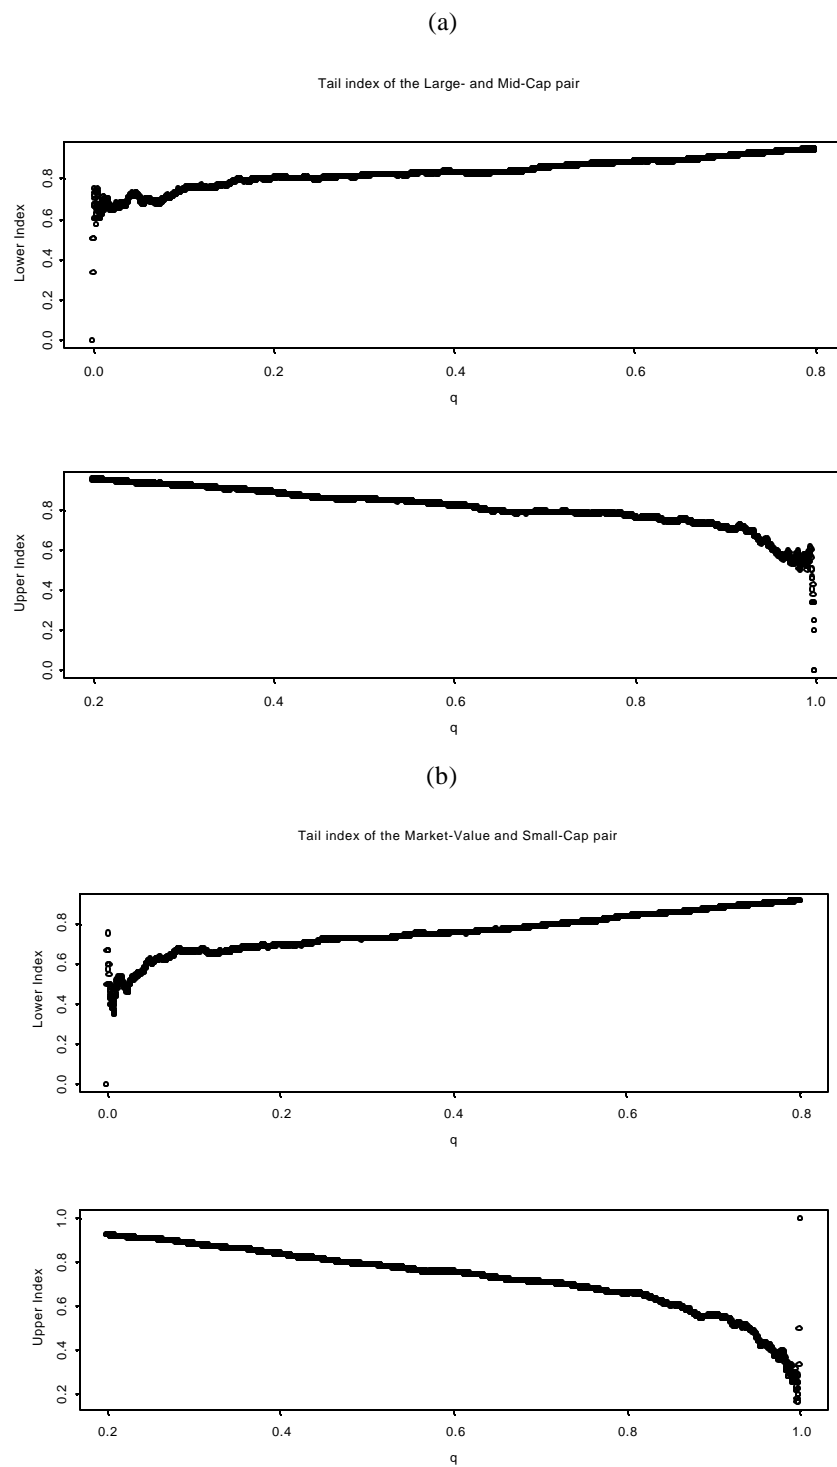 (a)
Tail index of the Large- and Mid-Cap pair
Lower Index
0.8
0.6
0.4
0.2
0.0
0.0 0.2 0.4 0.6 0.8
q
Upper Index
0.8
0.6
0.4
0.2
0.0
0.2 0.4 0.6 0.8 1.0
q
(b)
Tail index of the Market-Value and Small-Cap pair
Lower Index
0.8
0.6
0.4
0.2
0.0
0.0 0.2 0.4 0.6 0.8
q
Upper Index
1.0
0.8
0.6
0.4
0.2
0.2 0.4 0.6 0.8 1.0
q